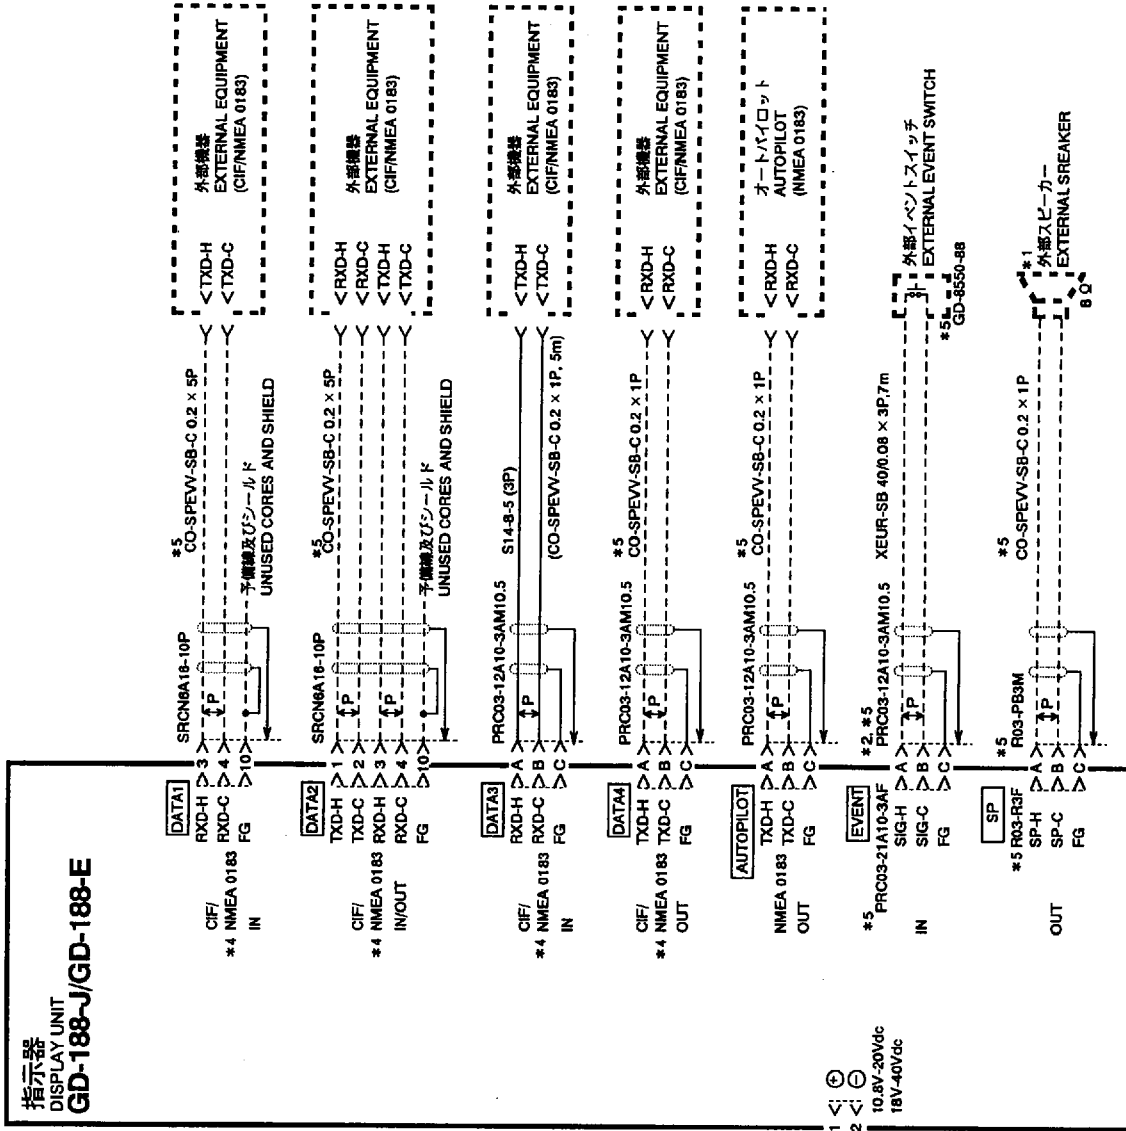 指示器
DISPLAY UNIT
GD-188-J/GD-188-E
DATA1
CIF/
*4 NMEA 0183
IN
RXD-H
RXD-C
FG
3
4
10
SRCN6A16-10P
P
*5
CO-SPEVV-SB-C 0.2 × 5P
予備線及びシールド
UNUSED CORES AND SHIELD
TXD-H
TXD-C
外部機器
EXTERNAL EQUIPMENT
(CIF/NMEA 0183)
DATA2
CIF/
*4 NMEA 0183
IN/OUT
TXD-H
TXD-C
RXD-H
RXD-C
FG
1
2
3
4
10
SRCN6A16-10P
P
P
*5
CO-SPEVV-SB-C 0.2 × 5P
予備線及びシールド
UNUSED CORES AND SHIELD
RXD-H
RXD-C
TXD-H
TXD-C
外部機器
EXTERNAL EQUIPMENT
(CIF/NMEA 0183)
DATA3
CIF/
*4 NMEA 0183
IN
RXD-H
RXD-C
FG
A
B
C
PRC03-12A10-3AM10.5
P
S14-8-5 (3P)
(CO-SPEVV-SB-C 0.2 × 1P, 5m)
TXD-H
TXD-C
外部機器
EXTERNAL EQUIPMENT
(CIF/NMEA 0183)
DATA4
CIF/
*4 NMEA 0183
OUT
TXD-H
TXD-C
FG
A
B
C
PRC03-12A10-3AM10.5
P
*5
CO-SPEVV-SB-C 0.2 × 1P
RXD-H
RXD-C
外部機器
EXTERNAL EQUIPMENT
(CIF/NMEA 0183)
AUTOPILOT
NMEA 0183
OUT
TXD-H
TXD-C
FG
A
B
C
PRC03-12A10-3AM10.5
P
*5
CO-SPEVV-SB-C 0.2 × 1P
RXD-H
RXD-C
オートパイロット
AUTOPILOT
(NMEA 0183)
EVENT
*5
PRC03-21A10-3AF
IN
SIG-H
SIG-C
FG
A
B
C
*2, *5
PRC03-12A10-3AM10.5
P
XEUR-SB 40/0.08 × 3P,7m
外部イベントスイッチ
EXTERNAL EVENT SWITCH
*5
GD-8550-88
SP
*5 R03-R3F
OUT
SP-H
SP-C
FG
A
B
C
*5
R03-PB3M
P
*5
CO-SPEVV-SB-C 0.2 × 1P
*1
外部スピーカー
EXTERNAL SREAKER
8 Ω
1
2
+
−
10.8V-20Vdc
18V-40Vdc